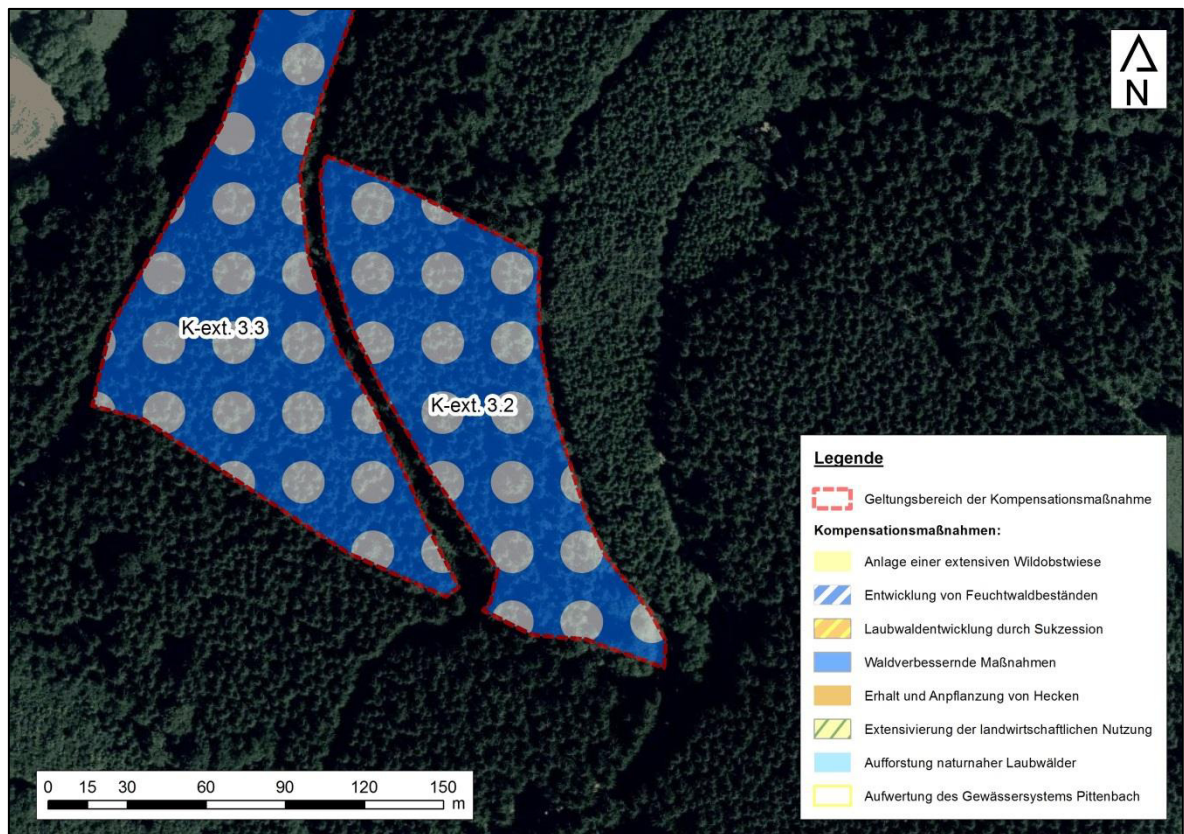 N
K-ext. 3.3
K-ext. 3.2
Legende
Geltungsbereich der Kompensationsmaßnahme
Kompensationsmaßnahmen:
Anlage einer extensiven Wildobstwiese
Entwicklung von Feuchtwaldbeständen
Laubwaldentwicklung durch Sukzession
Waldverbessernde Maßnahmen
Erhalt und Anpflanzung von Hecken
Extensivierung der landwirtschaftlichen Nutzung
Aufforstung naturnaher Laubwälder
Aufwertung des Gewässersystems Pittenbach
0 15 30 60 90 120 150
m